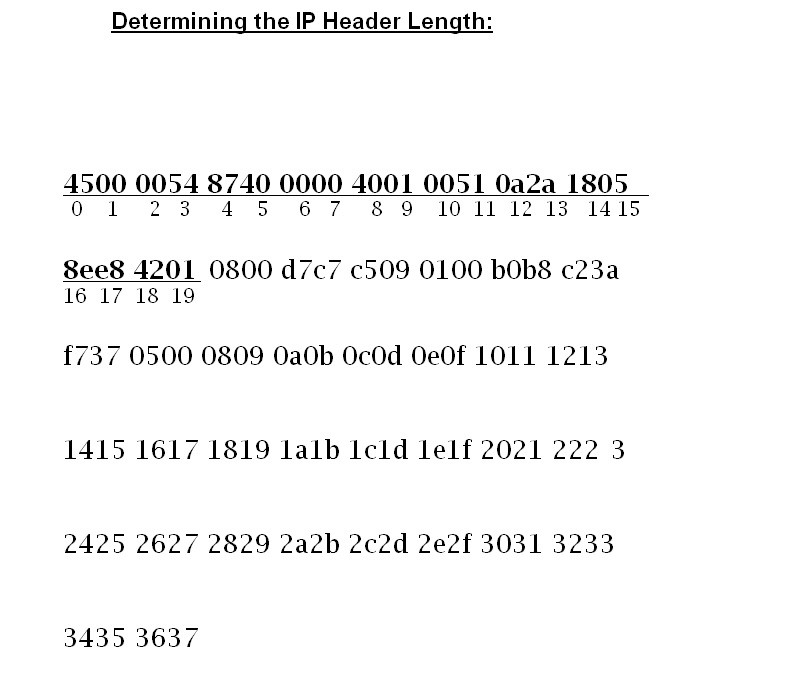 Determining the IP Header Length:
4500 0054 8740 0000 4001 0051 0a2a 1805
0 1 2 3 4 5 6 7 8 9 10 11 12 13 14 15
8ee8 4201 0800 d7c7 c509 0100 b0b8 c23a
16 17 18 19
f737 0500 0809 0a0b 0c0d 0e0f 1011 1213
1415 1617 1819 1a1b 1c1d 1e1f 2021 222 3
2425 2627 2829 2a2b 2c2d 2e2f 3031 3233
3435 3637